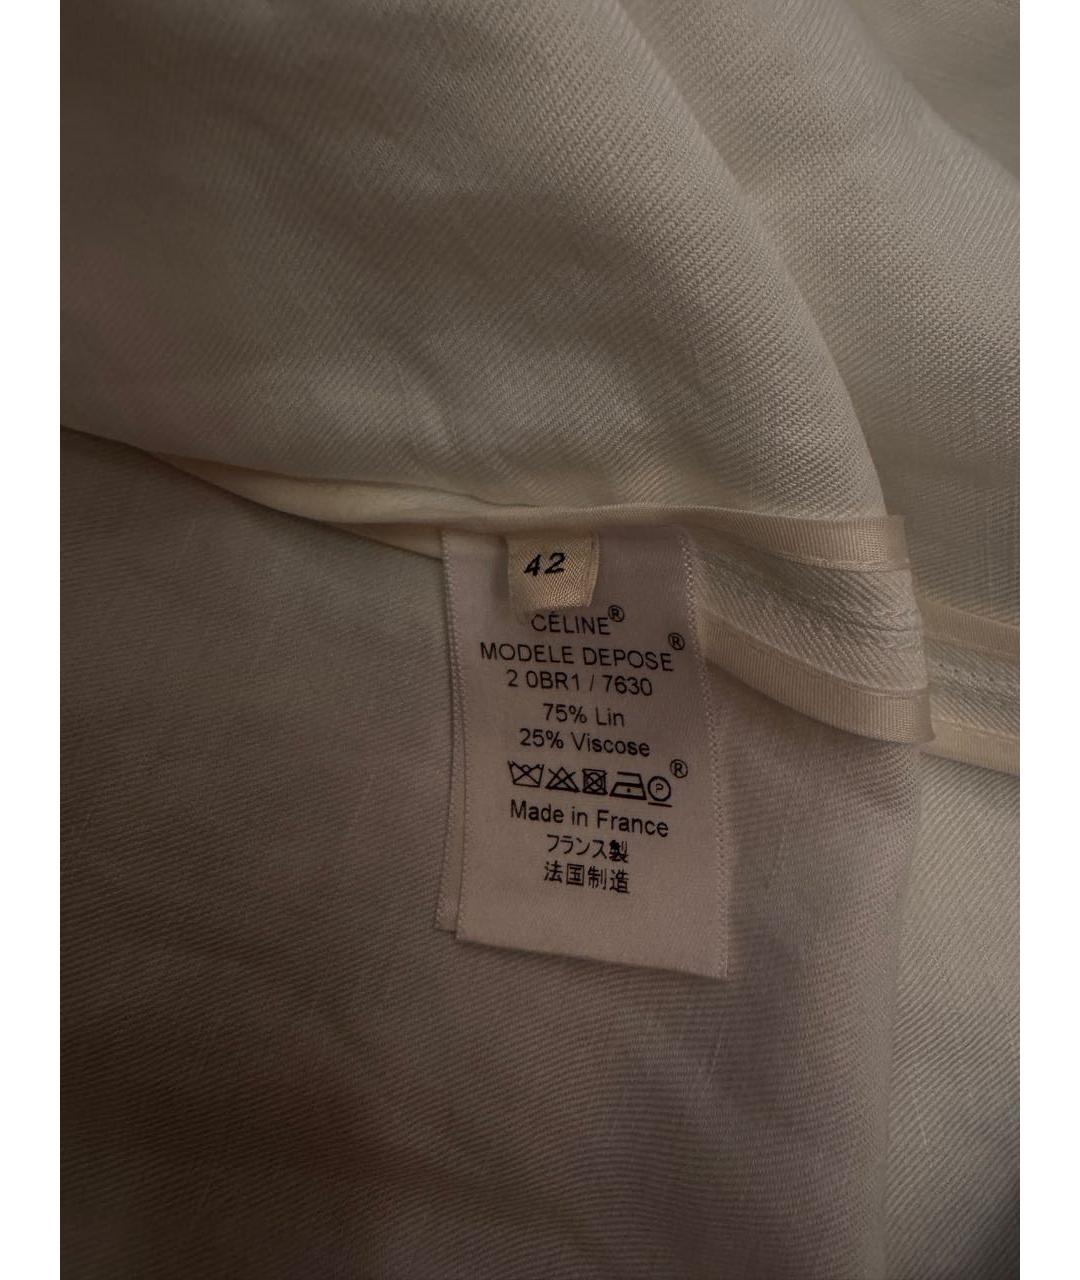 42
CÉLINE®
MODELE DEPOSE®
2 0BR1 / 7630
75% Lin
25% Viscose
P ®
Made in France
フランス製
法国制造